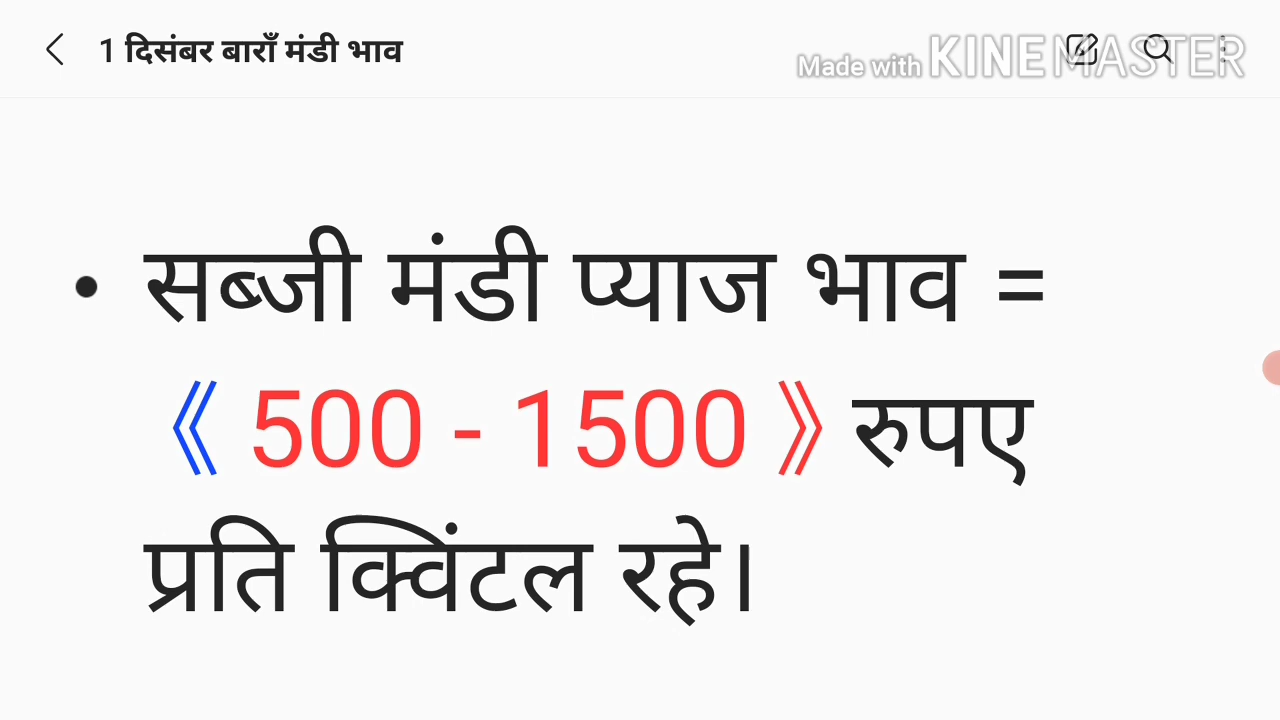 1 दिसंबर बाराँ मंडी भाव
Made with KINEMASTER
• सब्जी मंडी प्याज भाव =
《 500 - 1500 》रुपए
प्रति क्विंटल रहे।